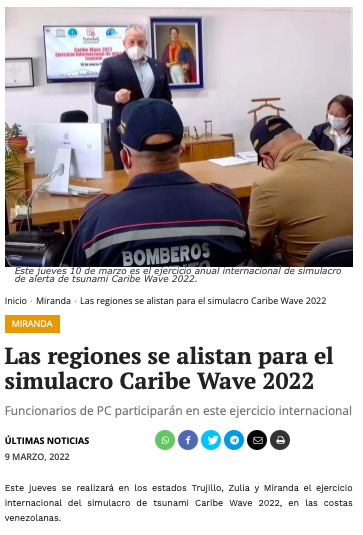 Caribe Wave 2022
BOMBEROS
Este jueves 10 de marzo es el ejercicio anual internacional de simulacro
de alerta de tsunami Caribe Wave 2022.
Inicio › Miranda › Las regiones se alistan para el simulacro Caribe Wave 2022
MIRANDA
Las regiones se alistan para el
simulacro Caribe Wave 2022
Funcionarios de PC participarán en este ejercicio internacional
ÚLTIMAS NOTICIAS
9 MARZO, 2022
Este jueves se realizará en los estados Trujillo, Zulia y Miranda el ejercicio
internacional del simulacro de tsunami Caribe Wave 2022, en las costas
venezolanas.